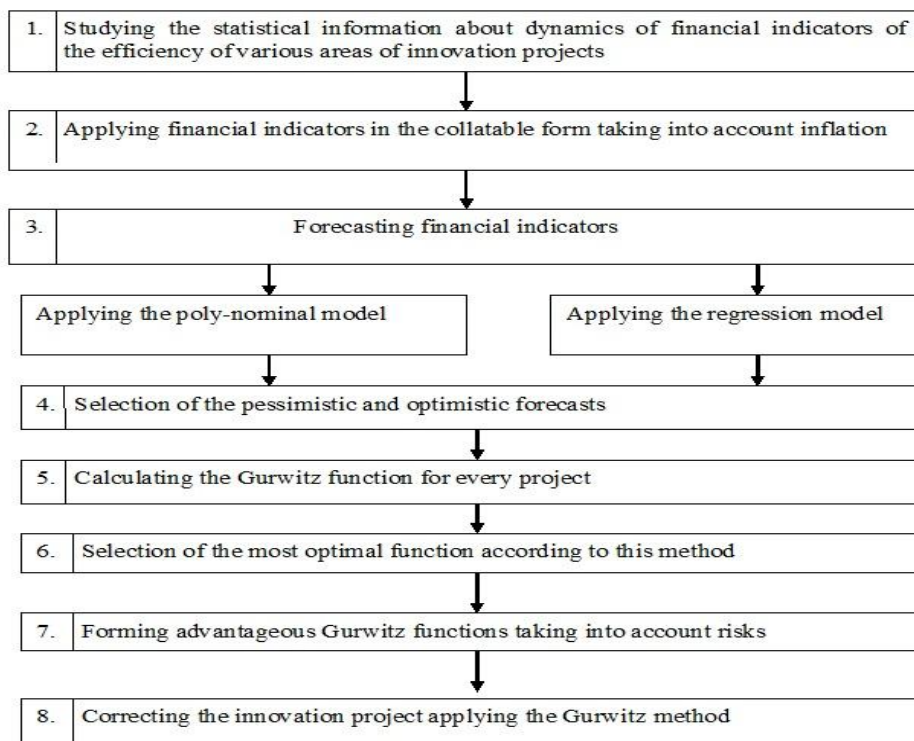 1. Studying the statistical information about dynamics of financial indicators of
the efficiency of various areas of innovation projects
2. Applying financial indicators in the collatable form taking into account inflation
3. Forecasting financial indicators
Applying the poly-nominal model
Applying the regression model
4. Selection of the pessimistic and optimistic forecasts
5. Calculating the Gurwitz function for every project
6. Selection of the most optimal function according to this method
7. Forming advantageous Gurwitz functions taking into account risks
8. Correcting the innovation project applying the Gurwitz method